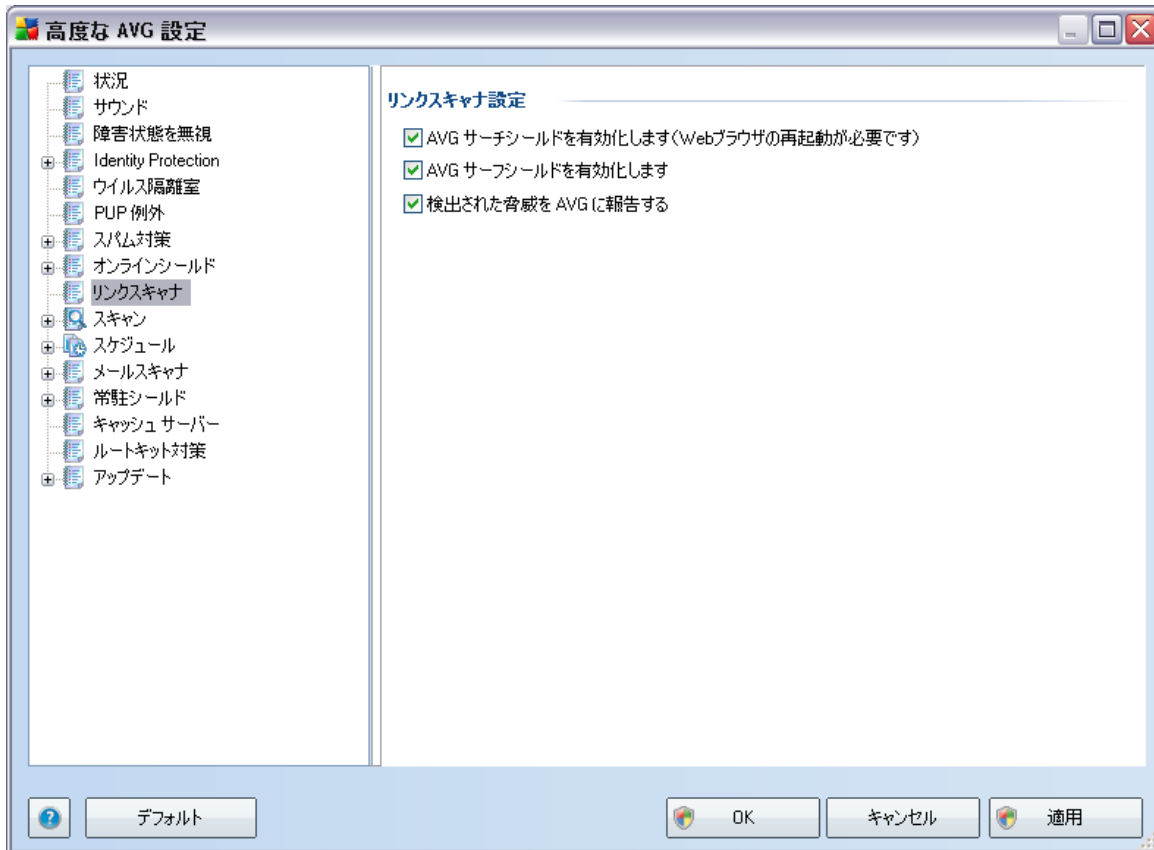 高度な AVG 設定
状況
サウンド
障害状態を無視
Identity Protection
ウイルス隔離室
PUP 例外
スパム対策
オンラインシールド
リンクスキャナ
スキャン
スケジュール
メールスキャナ
常駐シールド
キャッシュ サーバー
ルートキット対策
アップデート
リンクスキャナ設定
AVG サーチシールドを有効化します(Webブラウザの再起動が必要です)
AVG サーフシールドを有効化します
検出された脅威を AVG に報告する
デフォルト
OK
キャンセル
適用